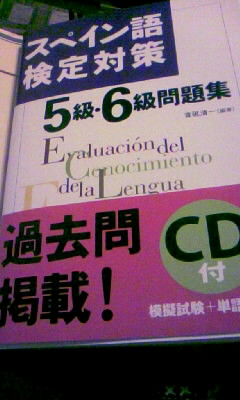 スペイン語
検定対策
5級・6級問題集
Evaluación del
Conocimiento
de la Lengua
過去問
掲載！
CD
付
模擬試験+単語